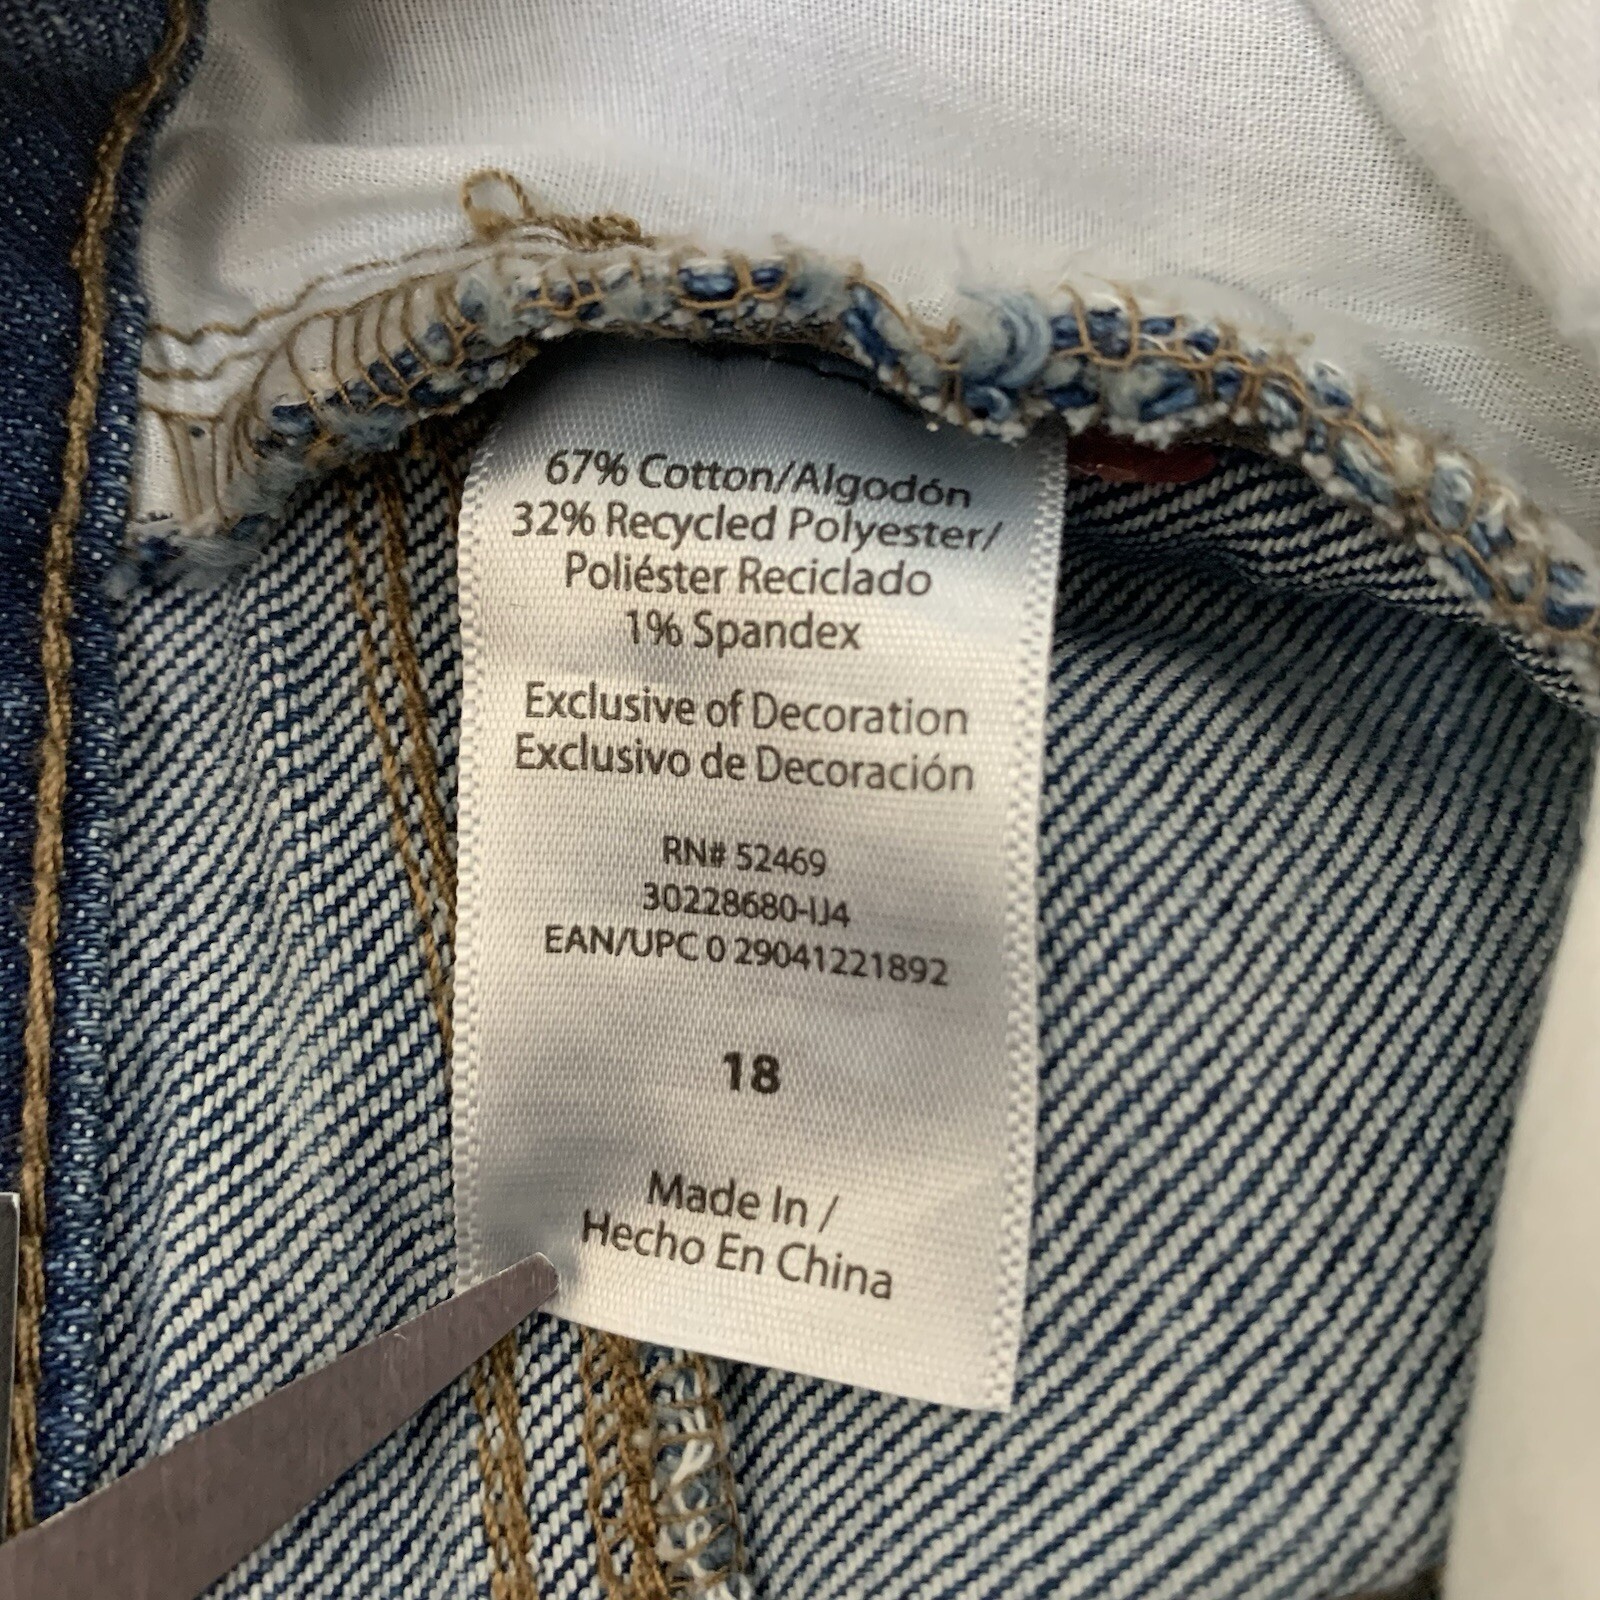 67% Cotton/Algodón
32% Recycled Polyester/
Poliéster Reciclado
1% Spandex
Exclusive of Decoration
Exclusivo de Decoración
RN# 52469
30228680-IJ4
EAN/UPC 0 29041221892
18
Made In /
Hecho En China